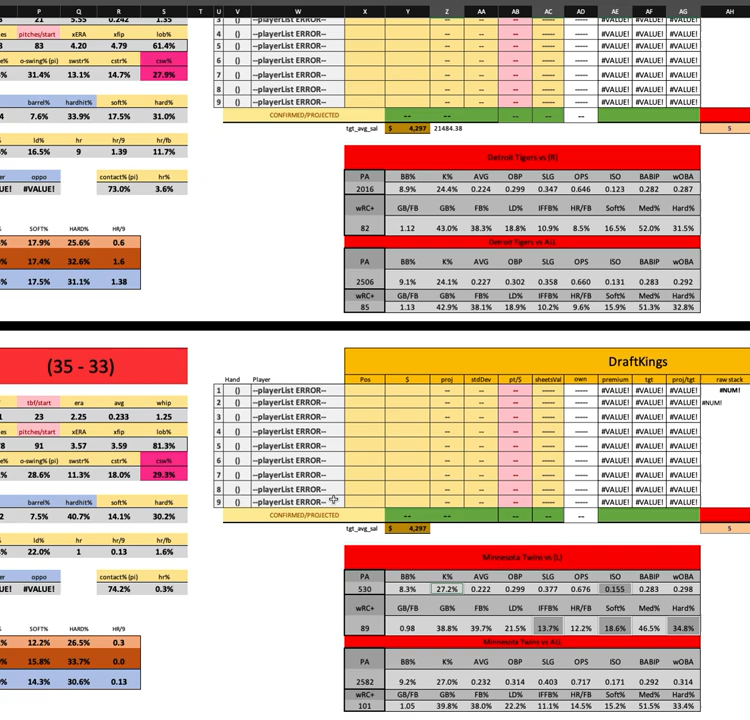 P Q R S T U V W X Y Z AA AB AC AD AE AF AG AH
21 5.55 0.242 1.35 3 () --playerList ERROR-- -- -- -- ----- ----- #VALUE! #VALUE! #VALUE!
pitches/start xERA xfip lob% 4 () --playerList ERROR-- -- -- -- ----- ----- #VALUE! #VALUE! #VALUE!
83 4.20 4.79 61.4% 5 () --playerList ERROR-- -- -- -- ----- ----- #VALUE! #VALUE! #VALUE!
o-swing% (pi) swstr% cstr% csw% 6 () --playerList ERROR-- -- -- -- ----- ----- #VALUE! #VALUE! #VALUE!
31.4% 13.1% 14.7% 27.9% 7 () --playerList ERROR-- -- -- -- ----- ----- #VALUE! #VALUE! #VALUE!
8 () --playerList ERROR-- -- -- -- ----- ----- #VALUE! #VALUE! #VALUE!
barrel% hardhit% soft% hard% 9 () --playerList ERROR-- -- -- -- ----- ----- #VALUE! #VALUE! #VALUE!
7.6% 33.9% 17.5% 31.0% CONFIRMED/PROJECTED -- -- -- -- --
tgt_avg_sal $ 4,297 21484.38 5
ld% hr hr/9 hr/fb
16.5% 9 1.39 11.7% Detroit Tigers vs (R)
oppo contact% (pi) hr% PA BB% K% AVG OBP SLG OPS ISO BABIP wOBA
#VALUE! 73.0% 3.6% 2016 8.9% 24.4% 0.224 0.299 0.347 0.646 0.123 0.282 0.287
wRC+ GB/FB GB% FB% LD% IFFB% HR/FB Soft% Med% Hard%
SOFT% HARD% HR/9 82 1.12 43.0% 38.3% 18.8% 10.9% 8.5% 16.5% 52.0% 31.5%
17.9% 25.6% 0.6 Detroit Tigers vs ALL
17.4% 32.6% 1.6 PA BB% K% AVG OBP SLG OPS ISO BABIP wOBA
17.5% 31.1% 1.38 2506 9.1% 24.1% 0.227 0.302 0.358 0.660 0.131 0.283 0.292
wRC+ GB/FB GB% FB% LD% IFFB% HR/FB Soft% Med% Hard%
85 1.13 42.9% 38.1% 18.9% 10.2% 9.6% 15.9% 51.3% 32.8%
(35 - 33) DraftKings
Hand Player Pos $ proj stdDev pt/$ sheetsVal own premium tgt proj/tgt raw stack
1 () --playerList ERROR-- -- -- ----- ----- #VALUE! #VALUE! #VALUE! #NUM!
tbf/start era avg whip 2 () --playerList ERROR-- -- -- ----- ----- #VALUE! #VALUE! #VALUE! #NUM!
23 2.25 0.233 1.25 3 () --playerList ERROR-- -- -- ----- ----- #VALUE! #VALUE! #VALUE!
pitches/start xERA xfip lob% 4 () --playerList ERROR-- -- -- ----- ----- #VALUE! #VALUE! #VALUE!
91 3.57 3.59 81.3% 5 () --playerList ERROR-- -- -- ----- ----- #VALUE! #VALUE! #VALUE!
o-swing% (pi) swstr% cstr% csw% 6 () --playerList ERROR-- -- -- ----- ----- #VALUE! #VALUE! #VALUE!
28.6% 11.3% 18.0% 29.3% 7 () --playerList ERROR-- -- -- ----- ----- #VALUE! #VALUE! #VALUE!
8 () --playerList ERROR-- -- -- ----- ----- #VALUE! #VALUE! #VALUE!
barrel% hardhit% soft% hard% 9 () --playerList ERROR-- -- -- ----- ----- #VALUE! #VALUE! #VALUE!
7.5% 40.7% 14.1% 30.2% CONFIRMED/PROJECTED -- -- -- -- --
tgt_avg_sal $ 4,297 5
ld% hr hr/9 hr/fb
22.0% 1 0.13 1.6% Minnesota Twins vs (L)
oppo contact% (pi) hr% PA BB% K% AVG OBP SLG OPS ISO BABIP wOBA
#VALUE! 74.2% 0.3% 530 8.3% 27.2% 0.222 0.299 0.377 0.676 0.155 0.283 0.298
wRC+ GB/FB GB% FB% LD% IFFB% HR/FB Soft% Med% Hard%
SOFT% HARD% HR/9 89 0.98 38.8% 39.7% 21.5% 13.7% 12.2% 18.6% 46.5% 34.8%
12.2% 26.5% 0.3 Minnesota Twins vs ALL
15.8% 33.7% 0.0 PA BB% K% AVG OBP SLG OPS ISO BABIP wOBA
14.3% 30.6% 0.13 2582 9.2% 27.0% 0.232 0.314 0.403 0.717 0.171 0.292 0.314
wRC+ GB/FB GB% FB% LD% IFFB% HR/FB Soft% Med% Hard%
101 1.05 39.8% 38.0% 22.2% 11.1% 14.5% 15.2% 51.5% 33.4%